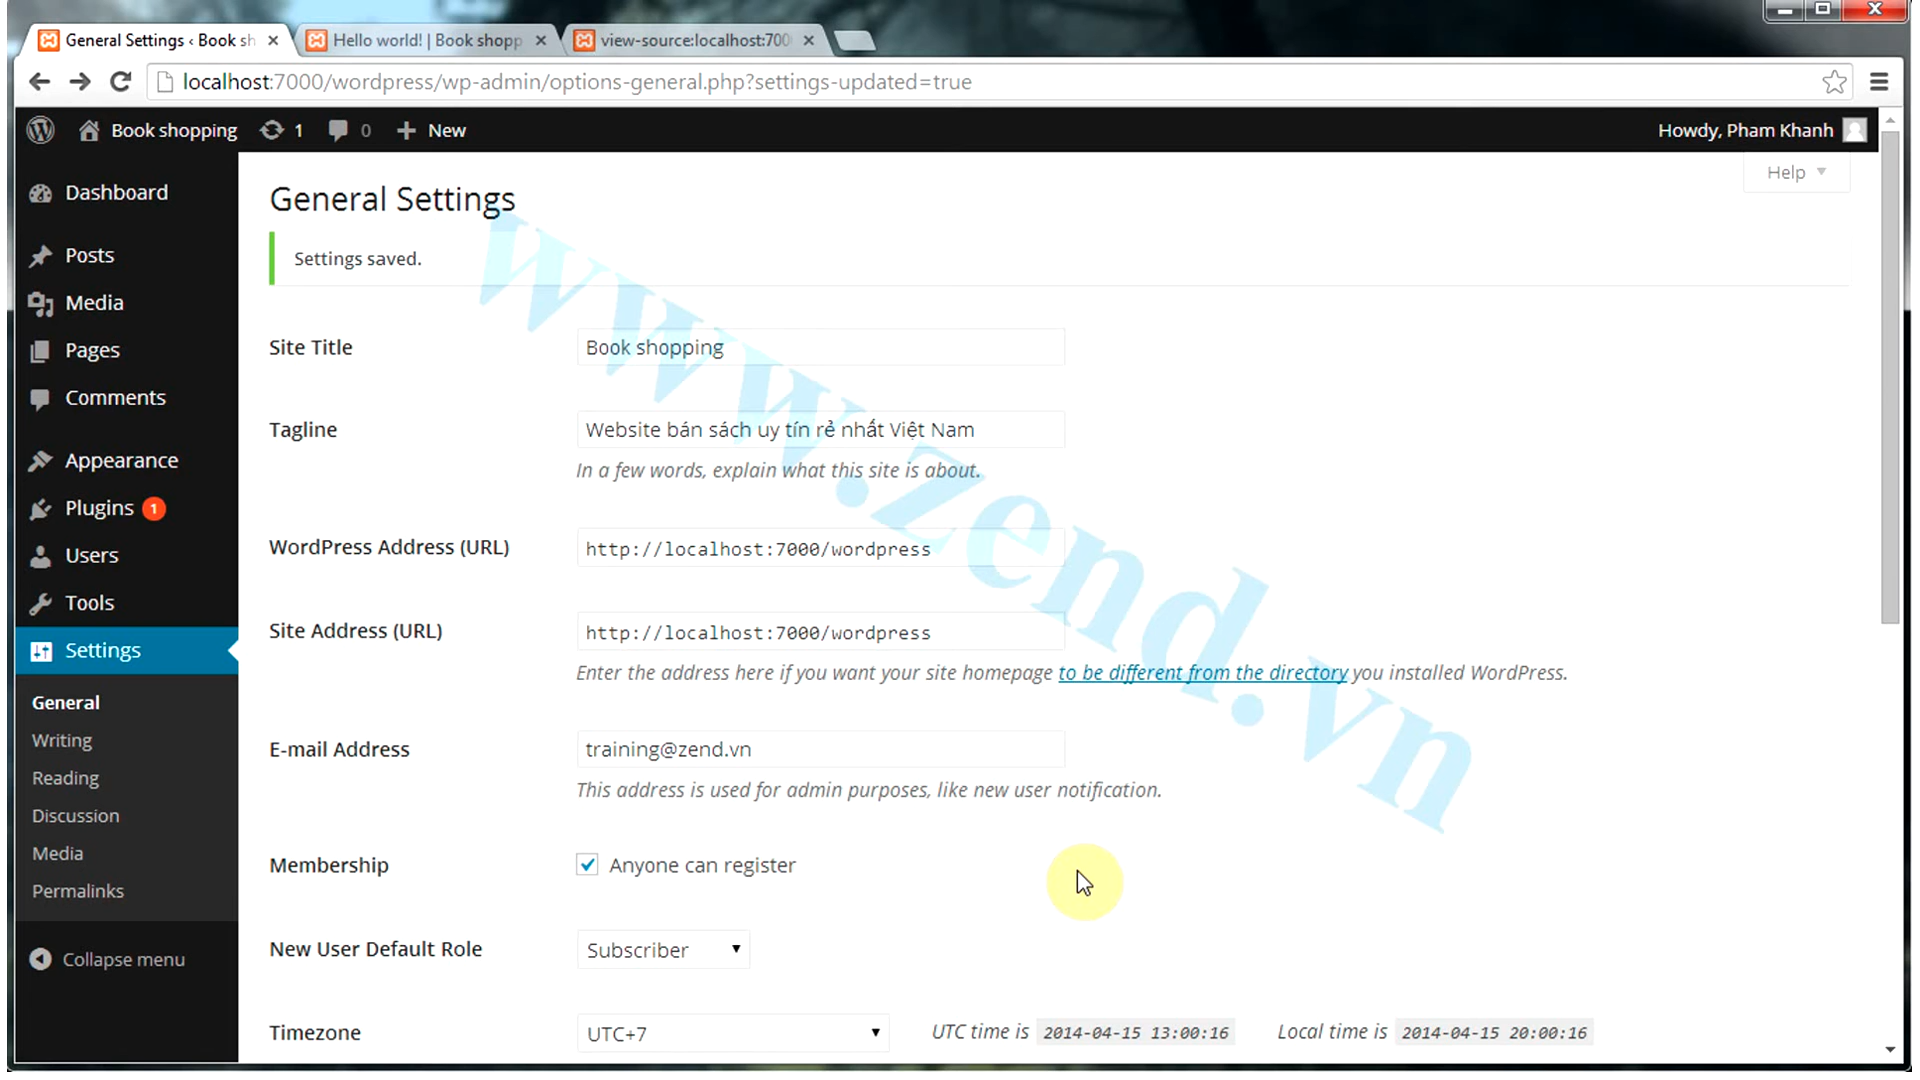 General Settings ‹ Book sh
Hello world! | Book shopp
view-source:localhost:700
localhost:7000/wordpress/wp-admin/options-general.php?settings-updated=true
Book shopping 1 0 New Howdy, Pham Khanh
Help
Dashboard
Posts
Media
Pages
Comments
Appearance
Plugins 1
Users
Tools
Settings
General
Writing
Reading
Discussion
Media
Permalinks
Collapse menu
General Settings
Settings saved.
Site Title Book shopping
Tagline Website bán sách uy tín rẻ nhất Việt Nam
In a few words, explain what this site is about.
WordPress Address (URL) http://localhost:7000/wordpress
Site Address (URL) http://localhost:7000/wordpress
Enter the address here if you want your site homepage to be different from the directory you installed WordPress.
E-mail Address training@zend.vn
This address is used for admin purposes, like new user notification.
Membership Anyone can register
New User Default Role Subscriber
Timezone UTC+7 UTC time is 2014-04-15 13:00:16 Local time is 2014-04-15 20:00:16
www.zend.vn